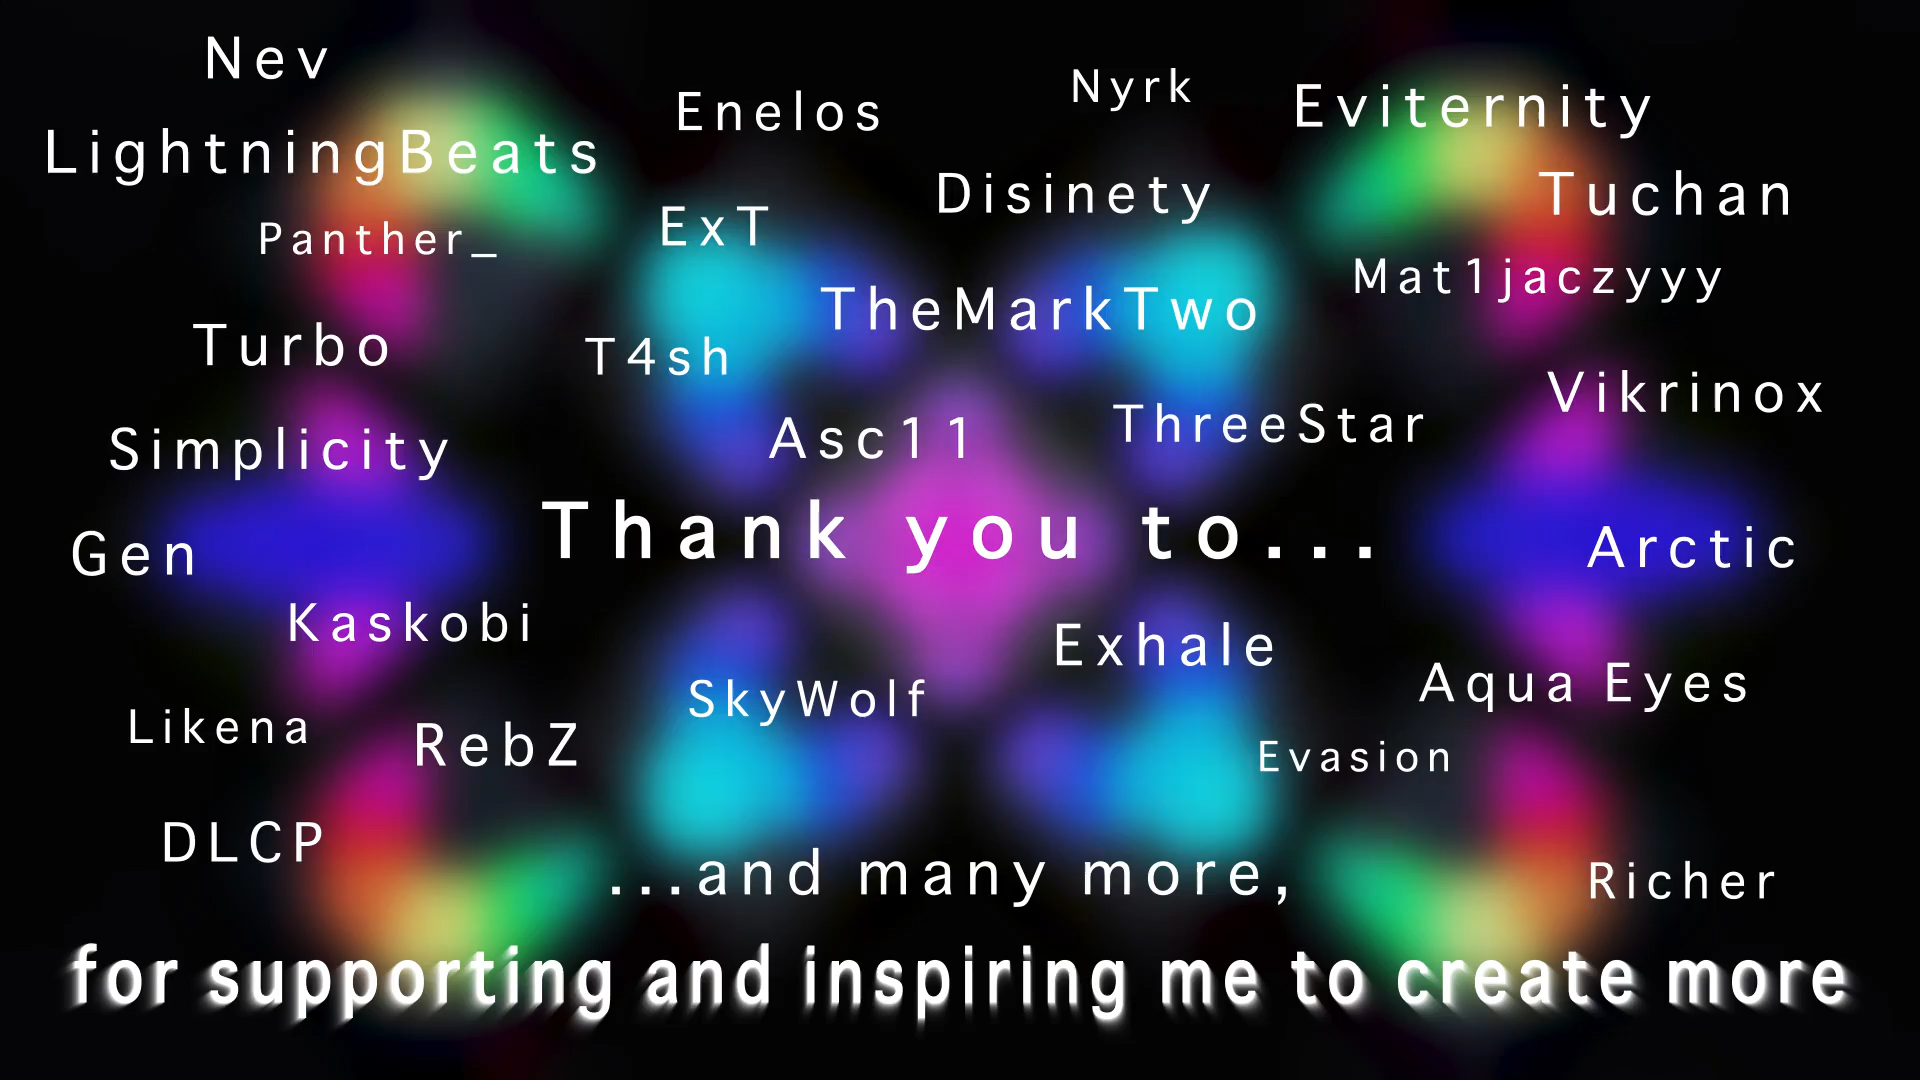 Nev
Nyrk
Enelos
Eviternity
LightningBeats
Disinety
Tuchan
ExT
Panther_
Mat1jaczyyy
TheMarkTwo
Turbo
T4sh
Vikrinox
ThreeStar
Asc11
Simplicity
Thank you to...
Gen
Arctic
Kaskobi
Exhale
Aqua Eyes
SkyWolf
Likena
RebZ
Evasion
DLCP
...and many more,
Richer
for supporting and inspiring me to create more